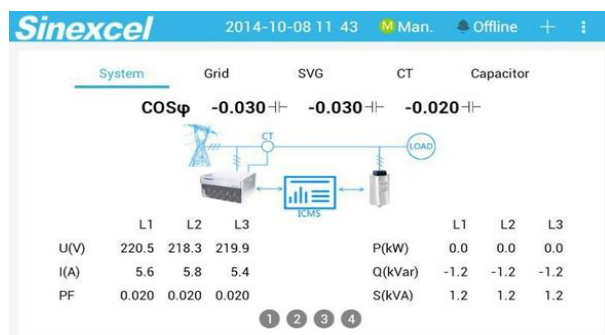 Sinexcel 2014-10-08 11 43 M Man. Offline
System Grid SVG CT Capacitor
COSφ -0.030 -0.030 -0.020
CT
LOAD
ICMS
L1 L2 L3 L1 L2 L3
U(V) 220.5 218.3 219.9 P(kW) 0.0 0.0 0.0
I(A) 5.6 5.8 5.4 Q(kVar) -1.2 -1.2 -1.2
PF 0.020 0.020 0.020 S(kVA) 1.2 1.2 1.2
1 2 3 4